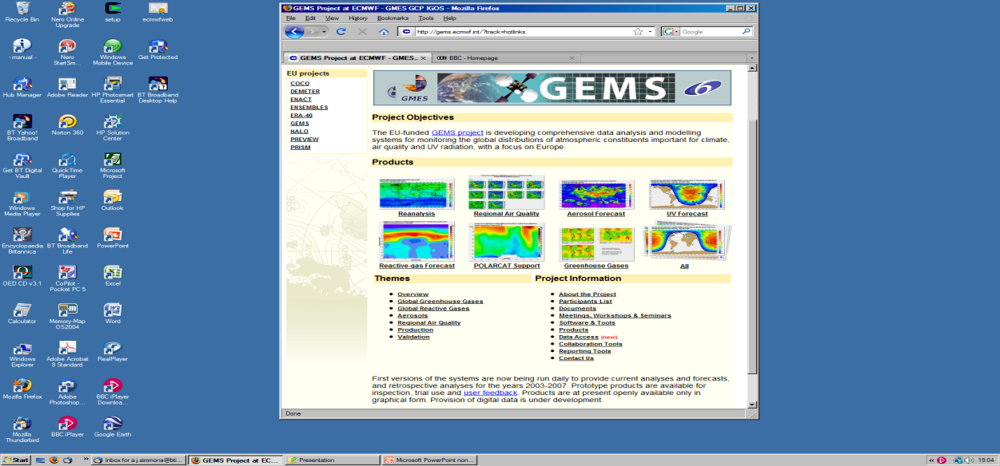 Recycle Bin
Nero Online
Upgrade
setup
ecmwfweb
- manual -
Nero
StartSm...
Windows
Mobile Device
Get Protected
Hub Manager
Adobe Reader
HP Photosmart
Essential
BT Broadband
Desktop Help
BT Yahoo!
Broadband
Norton 360
HP Solution
Center
Get BT Digital
Vault
QuickTime
Player
Microsoft
Project
Windows
Media Player
Shop for HP
Supplies
Outlook
Encyclopaedia
Britannica
BT Broadband
Life
PowerPoint
OED CD v3.1
CoPilot -
Pocket PC 5
Excel
Calculator
Memory-Map
OS2004
Word
Windows
Explorer
Adobe Acrobat
8 Standard
RealPlayer
Mozilla Firefox
Adobe
Photoshop...
BBC iPlayer
Downloa...
Mozilla
Thunderbird
BBC iPlayer
Google Earth
GEMS Project at ECMWF - GMES GCP IGOS - Mozilla Firefox
File Edit View History Bookmarks Tools Help
http://gems.ecmwf.int/?track=hotlinks
G Google
GEMS Project at ECMWF - GMES...
BBC - Homepage
EU projects
COCO
DEMETER
ENACT
ENSEMBLES
ERA-40
GEMS
HALO
PREVIEW
PRISM
GMES
GEMS
6
Project Objectives
The EU-funded GEMS project is developing comprehensive data analysis and modelling
systems for monitoring the global distributions of atmospheric constituents important for climate,
air quality and UV radiation, with a focus on Europe.
Products
Reanalysis
Regional Air Quality
Aerosol Forecast
UV Forecast
Reactive-gas Forecast
POLARCAT Support
Greenhouse Gases
All
Themes
Overview
Global Greenhouse Gases
Global Reactive Gases
Aerosols
Regional Air Quality
Production
Validation
Project Information
About the Project
Participants List
Documents
Meetings, Workshops & Seminars
Software & Tools
Products
Data Access (new)
Collaboration Tools
Reporting Tools
Contact Us
First versions of the systems are now being run daily to provide current analyses and forecasts,
and retrospective analyses for the years 2003-2007. Prototype products are available for
inspection, trial use and user feedback. Products are at present openly available only in
graphical form. Provision of digital data is under development.
Done
Start
Inbox for a.j.simmons@bti...
GEMS Project at EC...
Presentation
Microsoft PowerPoint non...
19:04